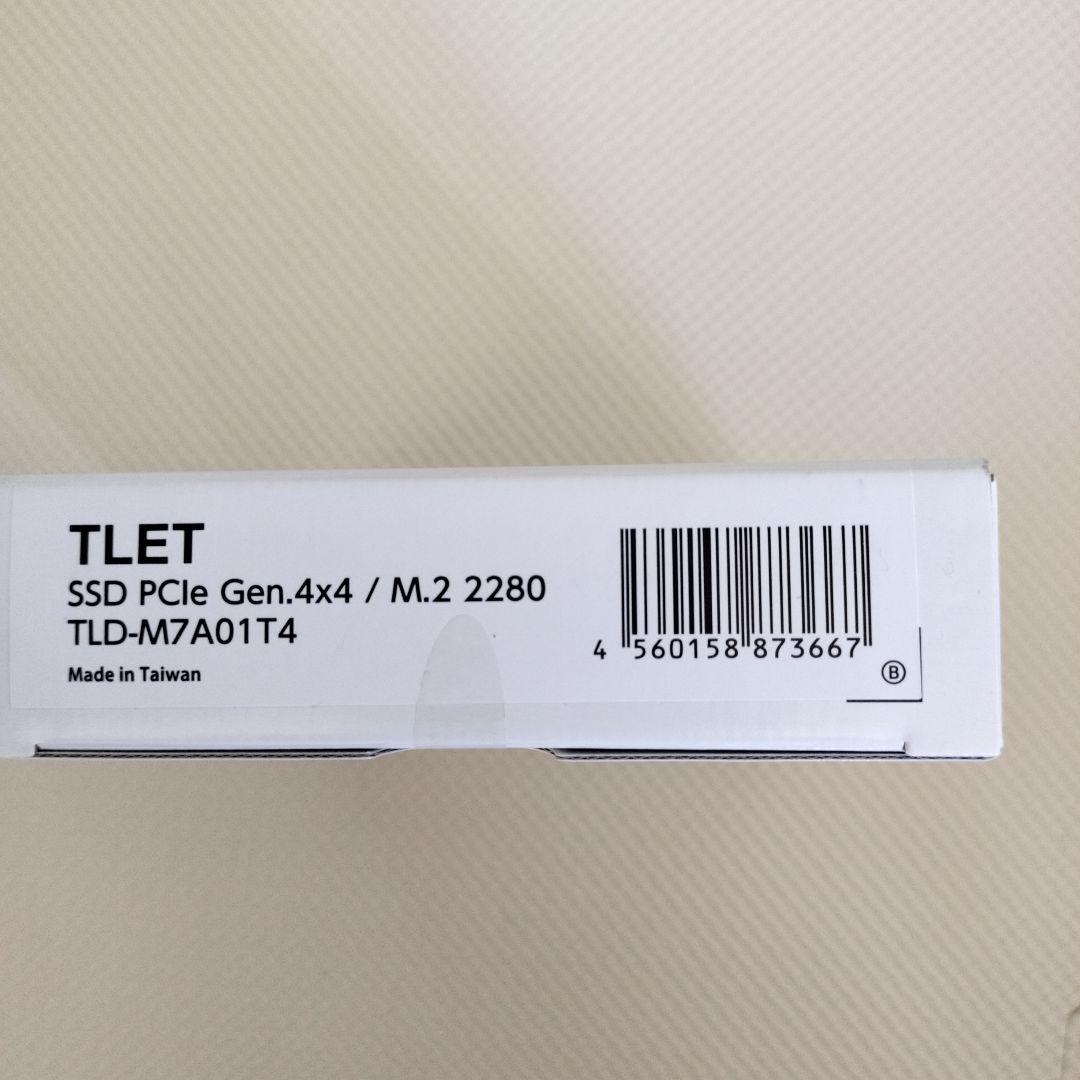 TLET
SSD PCIe Gen.4x4 / M.2 2280
TLD-M7A01T4
Made in Taiwan
4 560158 873667
B